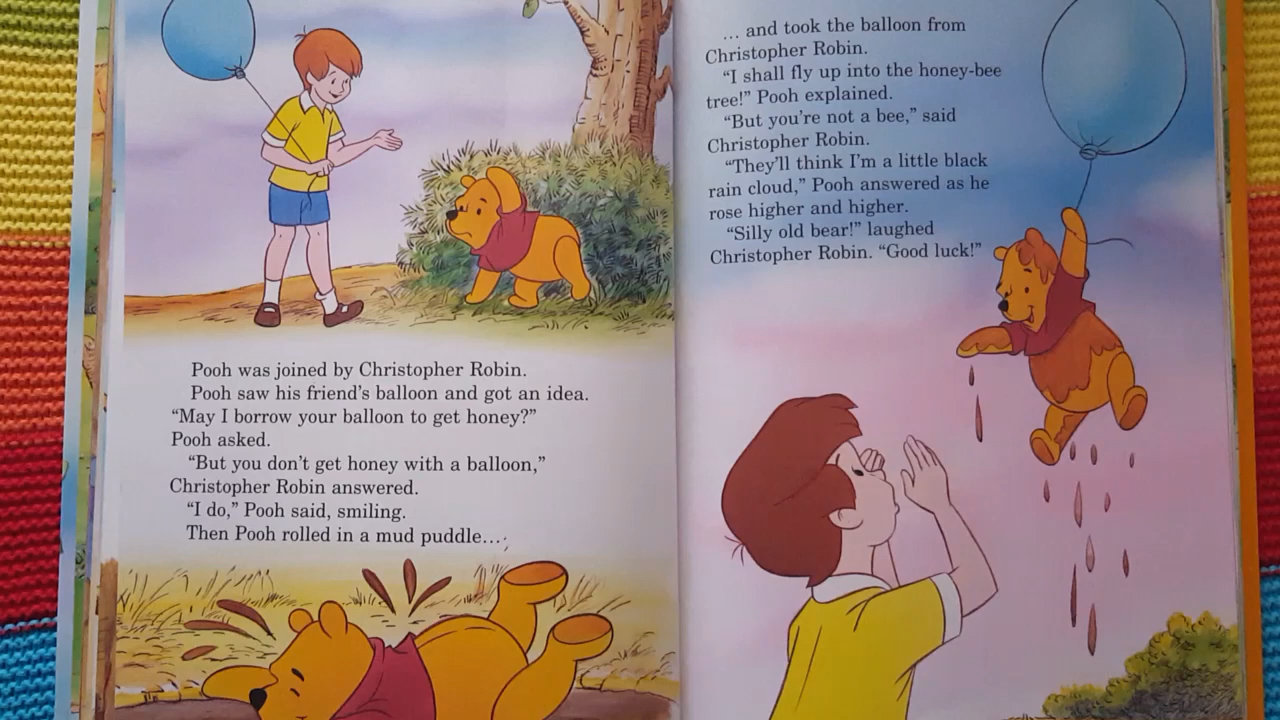 Pooh was joined by Christopher Robin.
Pooh saw his friend's balloon and got an idea.
"May I borrow your balloon to get honey?"
Pooh asked.
"But you don't get honey with a balloon,"
Christopher Robin answered.
"I do," Pooh said, smiling.
Then Pooh rolled in a mud puddle…
… and took the balloon from
Christopher Robin.
"I shall fly up into the honey-bee
tree!" Pooh explained.
"But you're not a bee," said
Christopher Robin.
"They'll think I'm a little black
rain cloud," Pooh answered as he
rose higher and higher.
"Silly old bear!" laughed
Christopher Robin. "Good luck!"